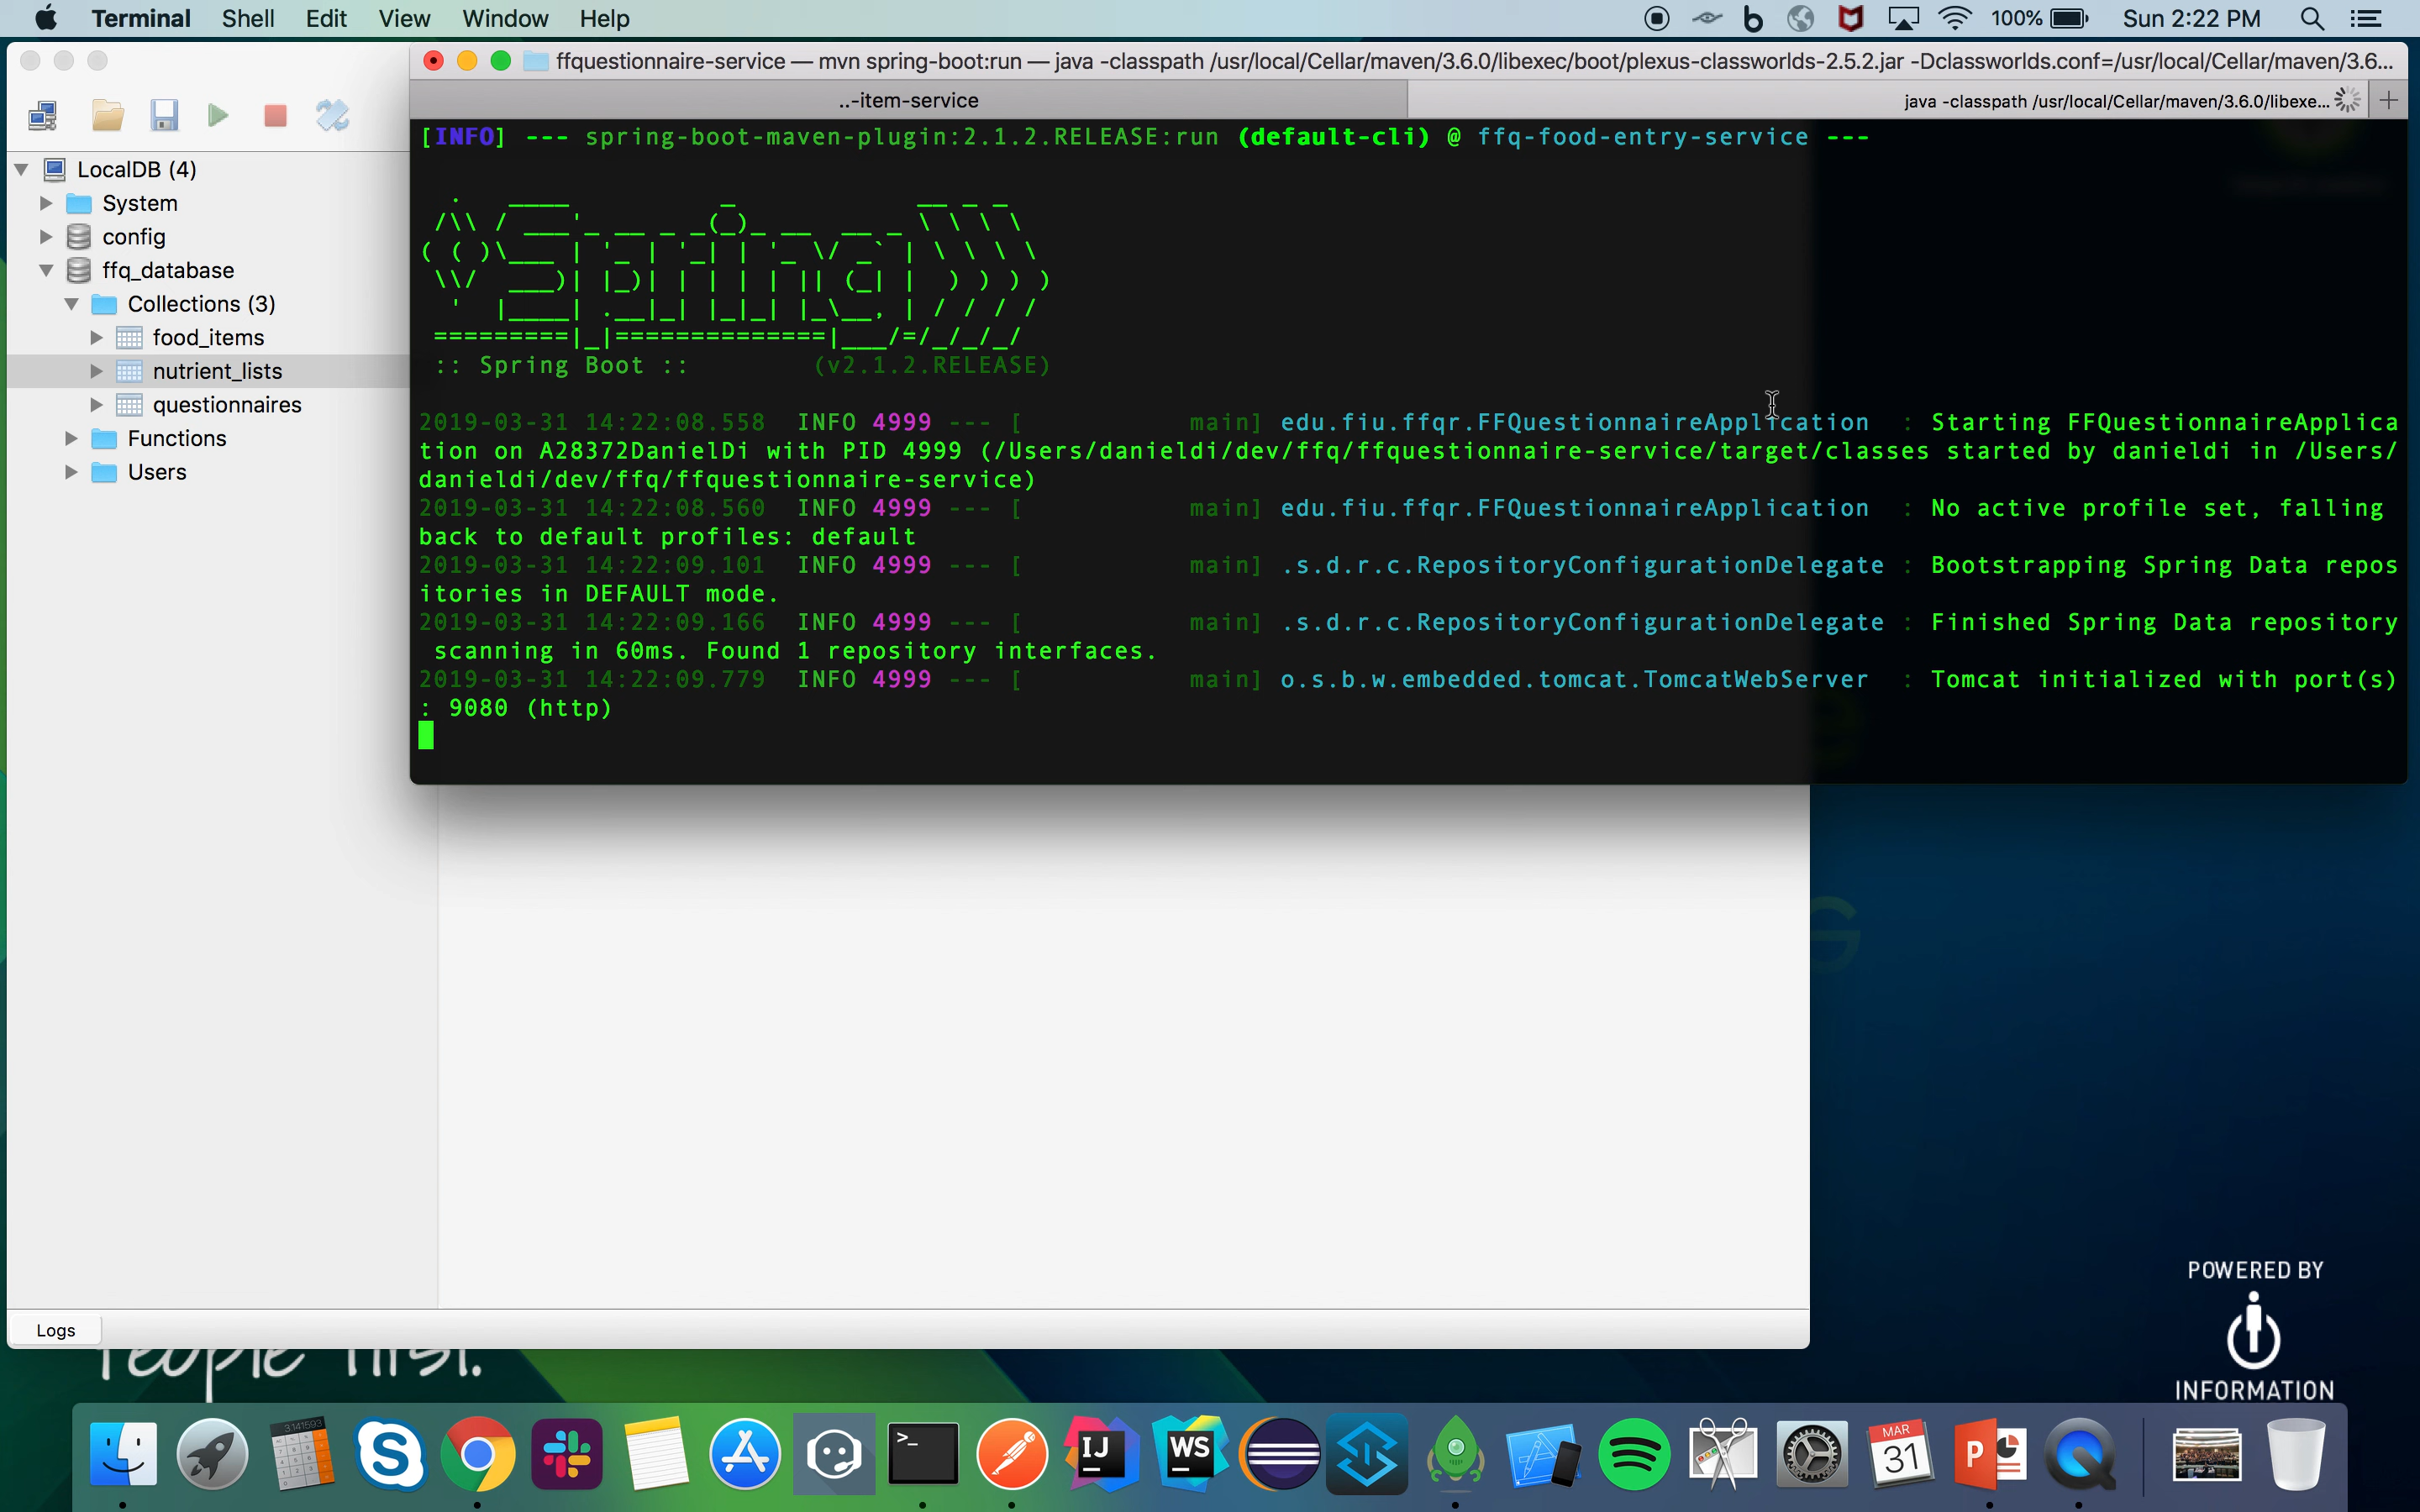 Terminal Shell Edit View Window Help 100% Sun 2:22 PM
ffquestionnaire-service — mvn spring-boot:run — java -classpath /usr/local/Cellar/maven/3.6.0/libexec/boot/plexus-classworlds-2.5.2.jar -Dclassworlds.conf=/usr/local/Cellar/maven/3.6...
..-item-service java -classpath /usr/local/Cellar/maven/3.6.0/libexe...
LocalDB (4)
System
config
ffq_database
Collections (3)
food_items
nutrient_lists
questionnaires
Functions
Users
[INFO] --- spring-boot-maven-plugin:2.1.2.RELEASE:run (default-cli) @ ffq-food-entry-service ---
Spring
:: Spring Boot :: (v2.1.2.RELEASE)
2019-03-31 14:22:08.558 INFO 4999 --- [ main] edu.fiu.ffqr.FFQuestionnaireApplication : Starting FFQuestionnaireApplica
tion on A28372DanielDi with PID 4999 (/Users/danieldi/dev/ffq/ffquestionnaire-service/target/classes started by danieldi in /Users/
danieldi/dev/ffq/ffquestionnaire-service)
2019-03-31 14:22:08.560 INFO 4999 --- [ main] edu.fiu.ffqr.FFQuestionnaireApplication : No active profile set, falling
back to default profiles: default
2019-03-31 14:22:09.101 INFO 4999 --- [ main] .s.d.r.c.RepositoryConfigurationDelegate : Bootstrapping Spring Data repos
itories in DEFAULT mode.
2019-03-31 14:22:09.166 INFO 4999 --- [ main] .s.d.r.c.RepositoryConfigurationDelegate : Finished Spring Data repository
scanning in 60ms. Found 1 repository interfaces.
2019-03-31 14:22:09.779 INFO 4999 --- [ main] o.s.b.w.embedded.tomcat.TomcatWebServer : Tomcat initialized with port(s)
: 9080 (http)
Logs
People first.
POWERED BY
INFORMATION
3.141593
IJ
WS
MAR
31
P